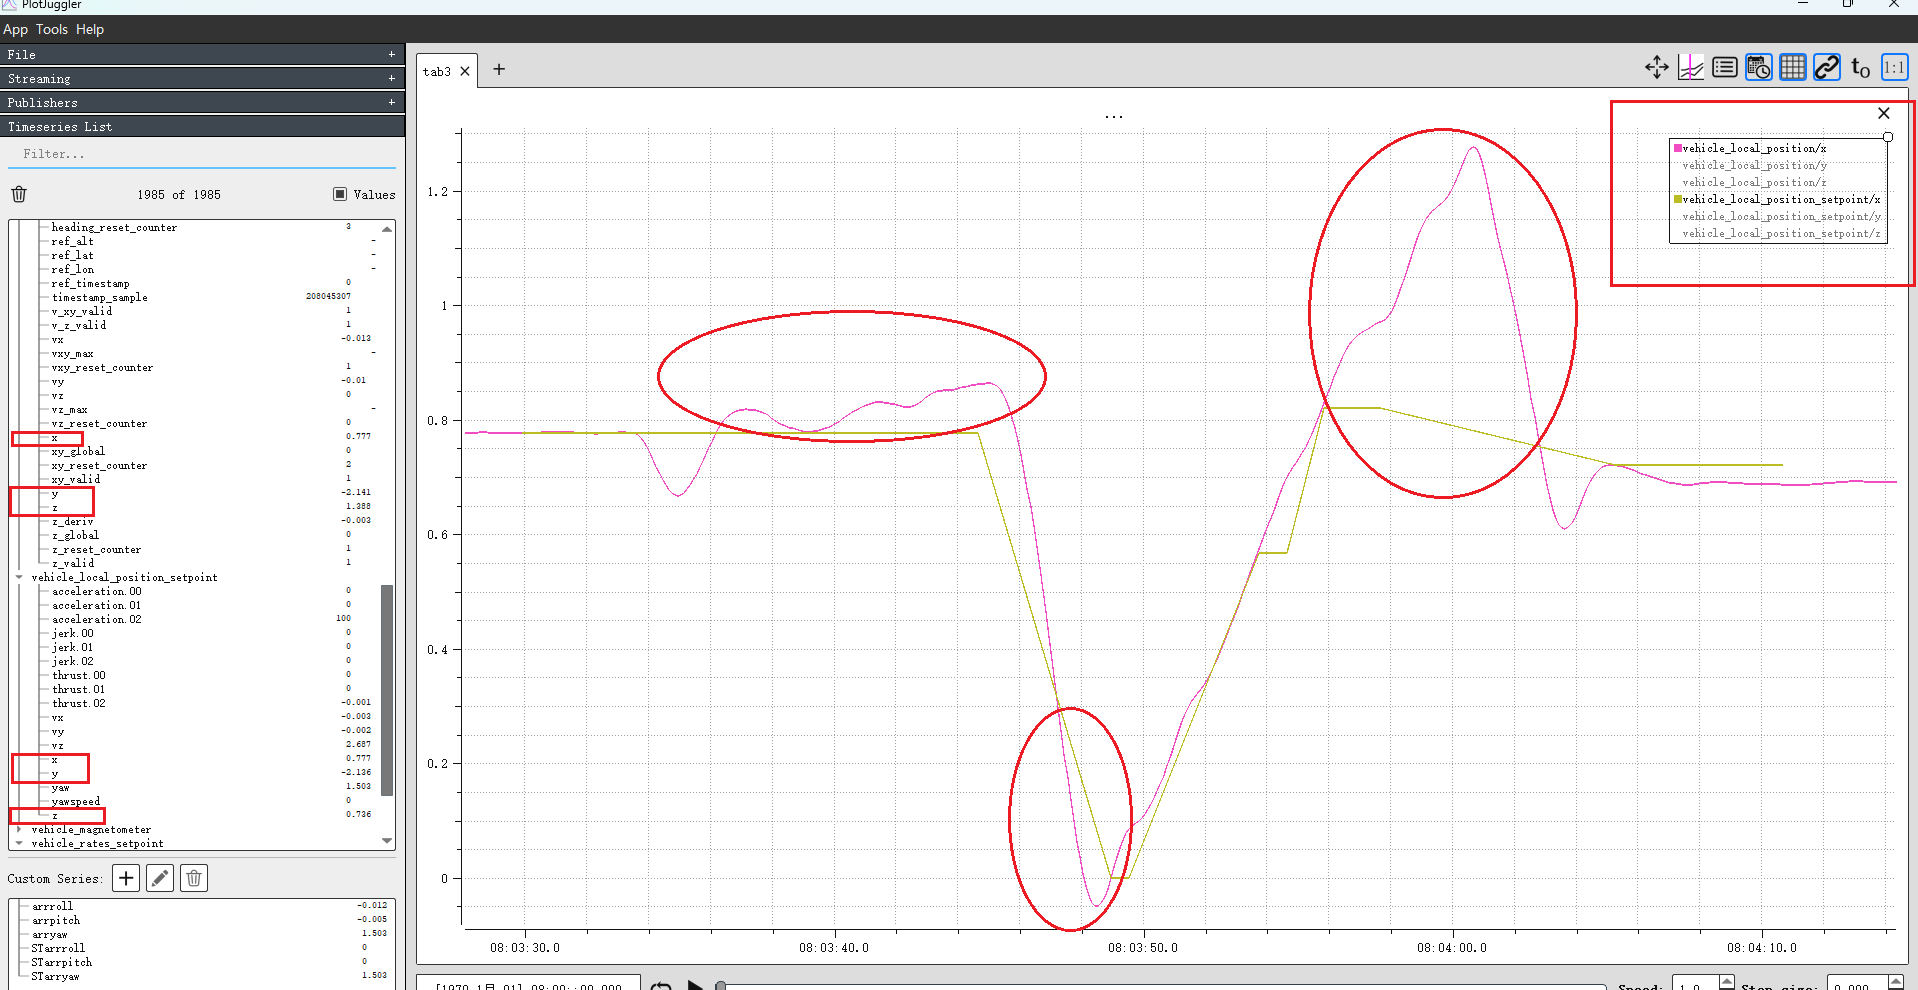 PlotJuggler
App Tools Help
File +
Streaming +
Publishers +
Timeseries List
Filter...
1985 of 1985 Values
heading_reset_counter 3
ref_alt -
ref_lat -
ref_lon -
ref_timestamp 0
timestamp_sample 208045307
v_xy_valid 1
v_z_valid 1
vx -0.013
vxy_max -
vxy_reset_counter 1
vy -0.01
vz 0
vz_max -
vz_reset_counter 0
x 0.777
xy_global 0
xy_reset_counter 2
xy_valid 1
y -2.141
z 1.388
z_deriv -0.003
z_global 0
z_reset_counter 1
z_valid 1
vehicle_local_position_setpoint
acceleration.00 0
acceleration.01 0
acceleration.02 100
jerk.00 0
jerk.01 0
jerk.02 0
thrust.00 0
thrust.01 0
thrust.02 -0.001
vx -0.003
vy -0.002
vz 2.687
x 0.777
y -2.136
yaw 1.503
yawspeed 0
z 0.736
vehicle_magnetometer
vehicle_rates_setpoint
Custom Series:
arrroll -0.012
arrpitch -0.005
arryaw 1.503
STarrroll 0
STarrpitch 0
STarryaw 1.503
tab3
t0 1:1
...
vehicle_local_position/x
vehicle_local_position/y
vehicle_local_position/z
vehicle_local_position_setpoint/x
vehicle_local_position_setpoint/y
vehicle_local_position_setpoint/z
1.2
1
0.8
0.6
0.4
0.2
0
08:03:30.0 08:03:40.0 08:03:50.0 08:04:00.0 08:04:10.0
[1970 1月 01] 08:00::00.000 Speed: 1.0 Step size: 0.000